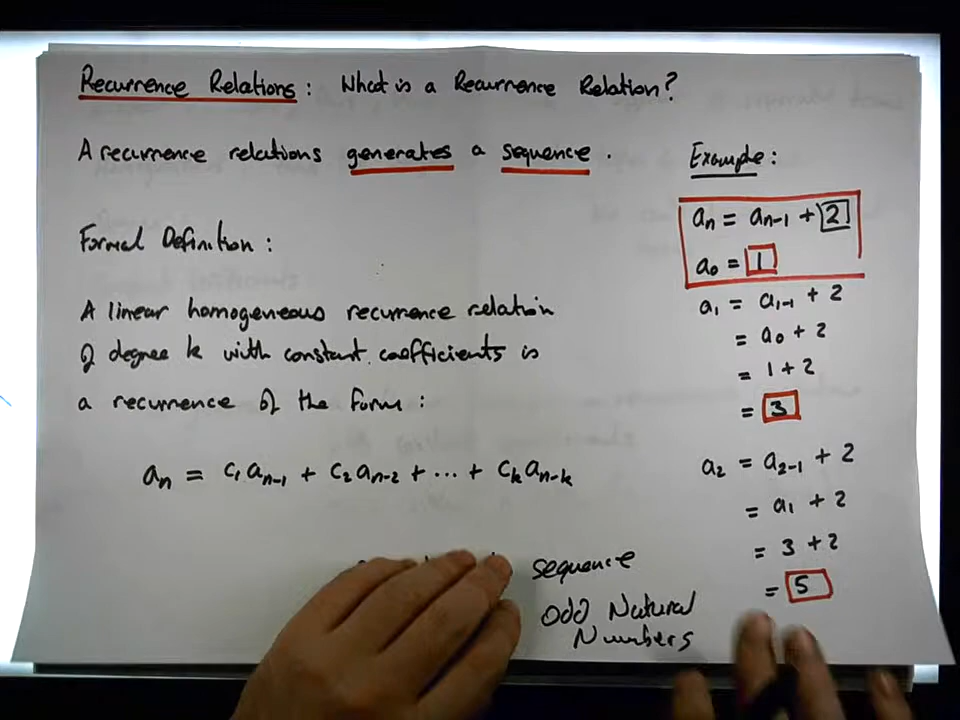 Recurrence Relations: What is a Recurrence Relation?
A recurrence relations generates a sequence.
Formal Definition:
A linear homogeneous recurrence relation
of degree k with constant coefficients is
a recurrence of the form:
aₙ = c₁aₙ₋₁ + c₂aₙ₋₂ + ... + cₖaₙ₋ₖ
sequence
Odd Natural
Numbers
Example:
aₙ = aₙ₋₁ + 2
a₀ = 1
a₁ = a₁₋₁ + 2
= a₀ + 2
= 1 + 2
= 3
a₂ = a₂₋₁ + 2
= a₁ + 2
= 3 + 2
= 5